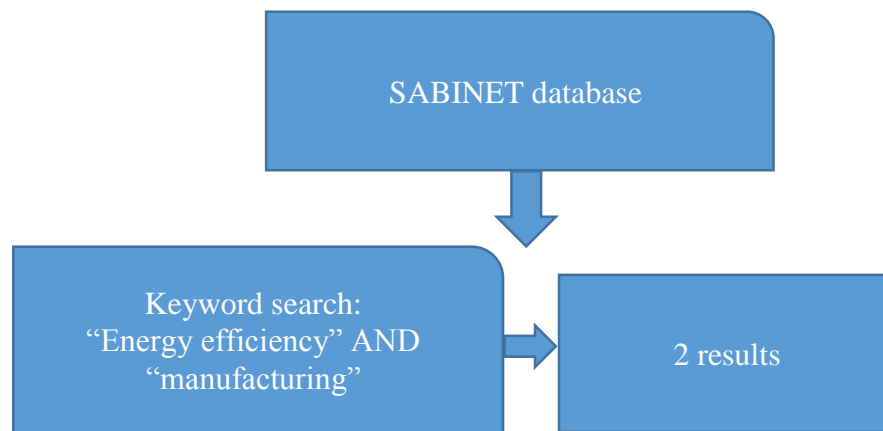 SABINET database
Keyword search:
“Energy efficiency” AND
“manufacturing”
2 results